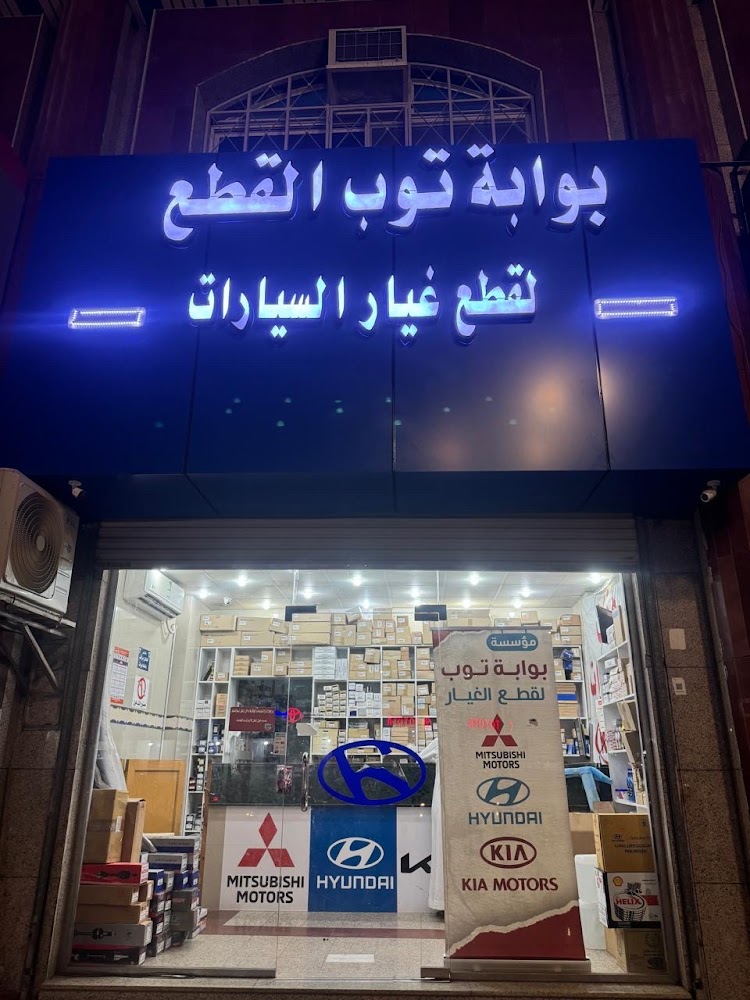 بوابة توب القطع
لقطع غيار السيارات
مؤسسة
بوابة توب
لقطع الغيار
MITSUBISHI
MOTORS
HYUNDAI
KIA
KIA MOTORS
MITSUBISHI
MOTORS
HYUNDAI
HELIX